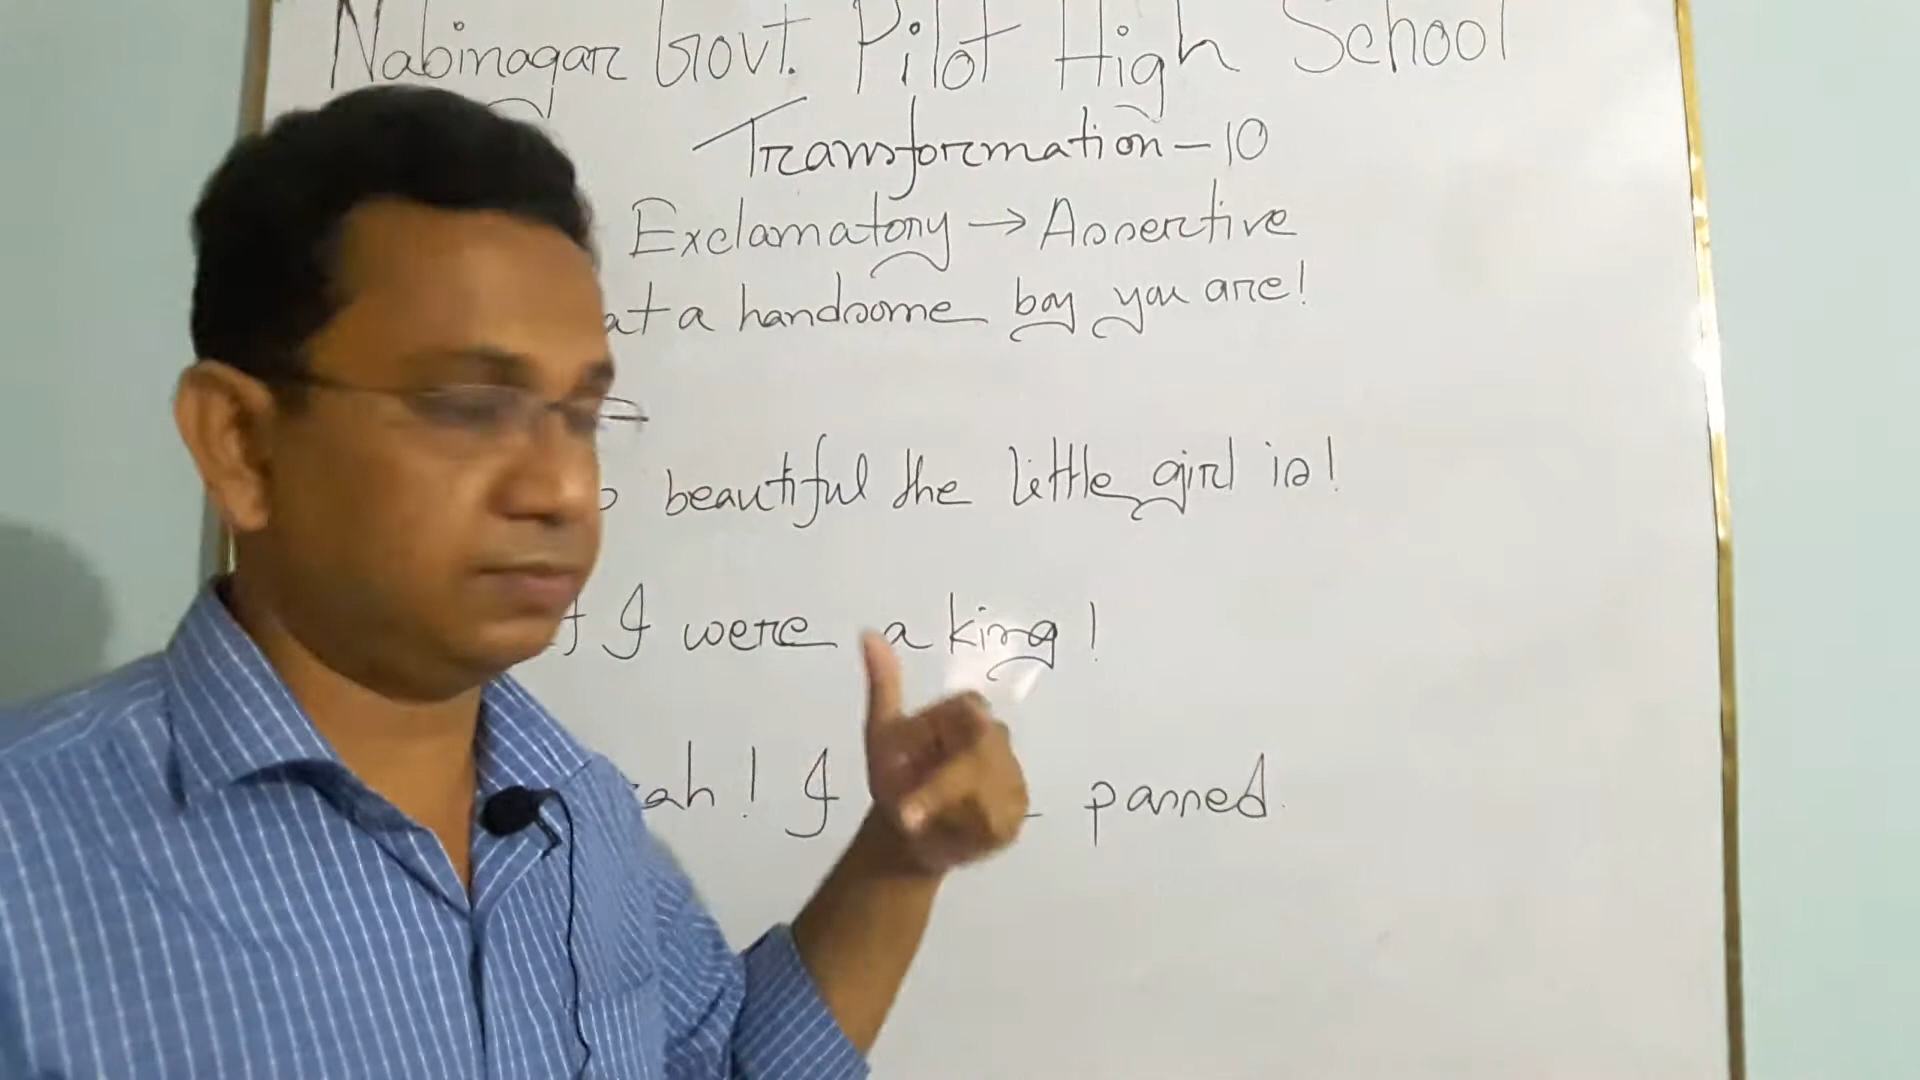 Nabinagar Govt. Pilot High School
Transformation - 10
Exclamatory → Assertive
at a handsome boy you are!
beautiful the little girl is!
f I were a king!
ah! I passed.